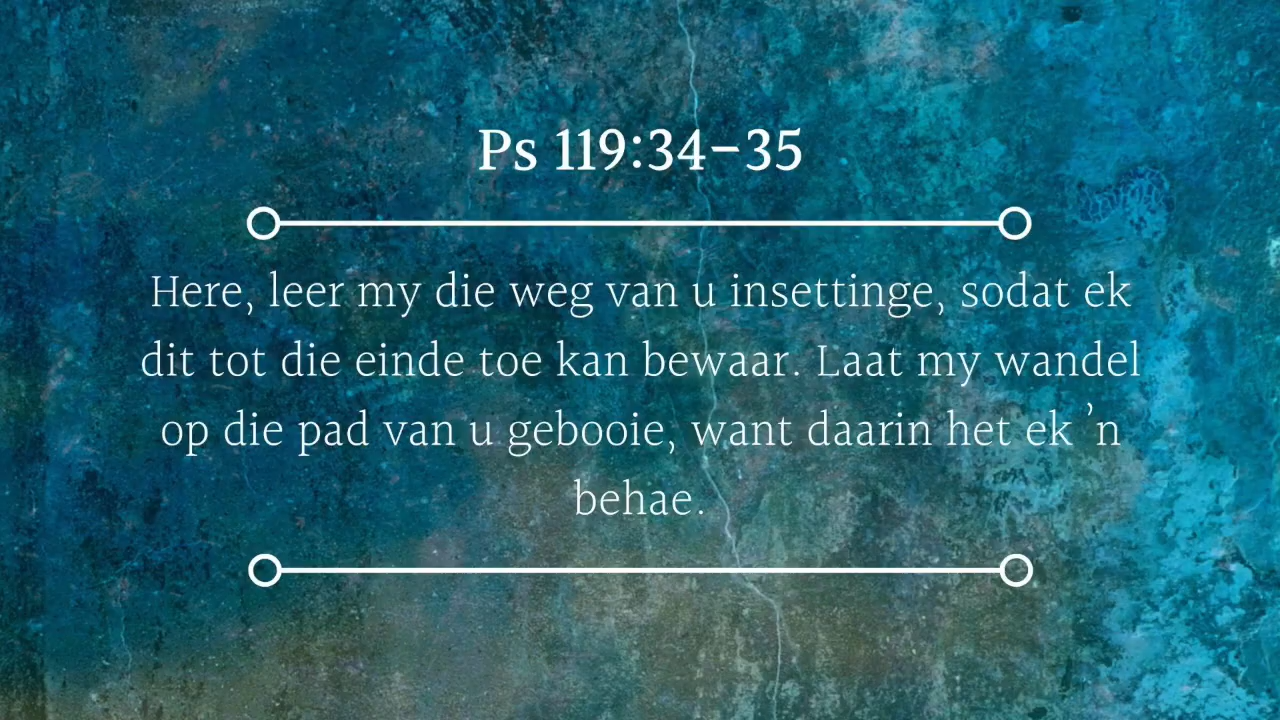 Ps 119:34–35
Here, leer my die weg van u insettinge, sodat ek
dit tot die einde toe kan bewaar. Laat my wandel
op die pad van u gebooie, want daarin het ek ’n
behae.